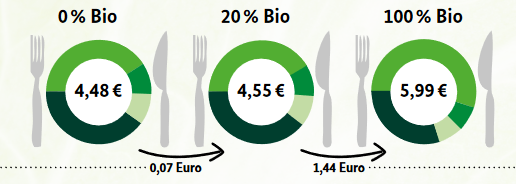 0 % Bio 20 % Bio 100 % Bio
4,48 € 4,55 € 5,99 €
0,07 Euro 1,44 Euro